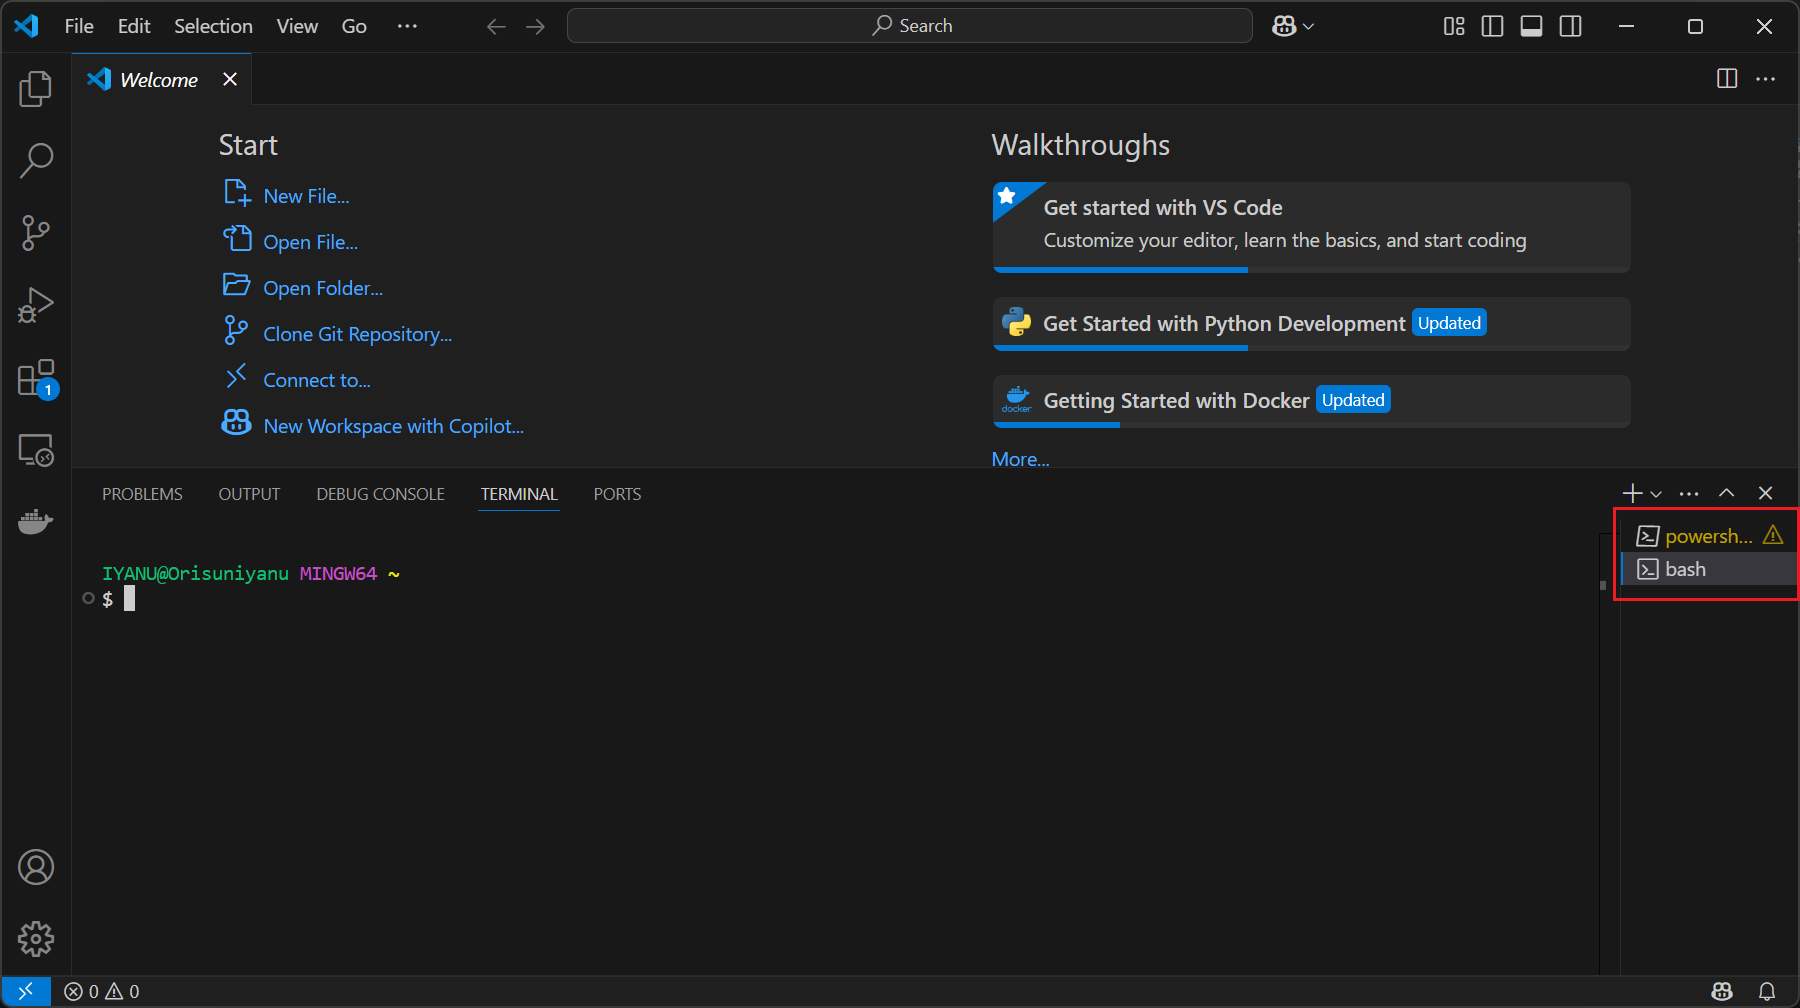 File Edit Selection View Go ··· Search
Welcome
Start
New File...
Open File...
Open Folder...
Clone Git Repository...
Connect to...
New Workspace with Copilot...
Walkthroughs
Get started with VS Code
Customize your editor, learn the basics, and start coding
Get Started with Python Development Updated
docker
Getting Started with Docker Updated
More...
1
PROBLEMS OUTPUT DEBUG CONSOLE TERMINAL PORTS
powersh...
bash
IYANU@Orisuniyanu MINGW64 ~
$
0 0